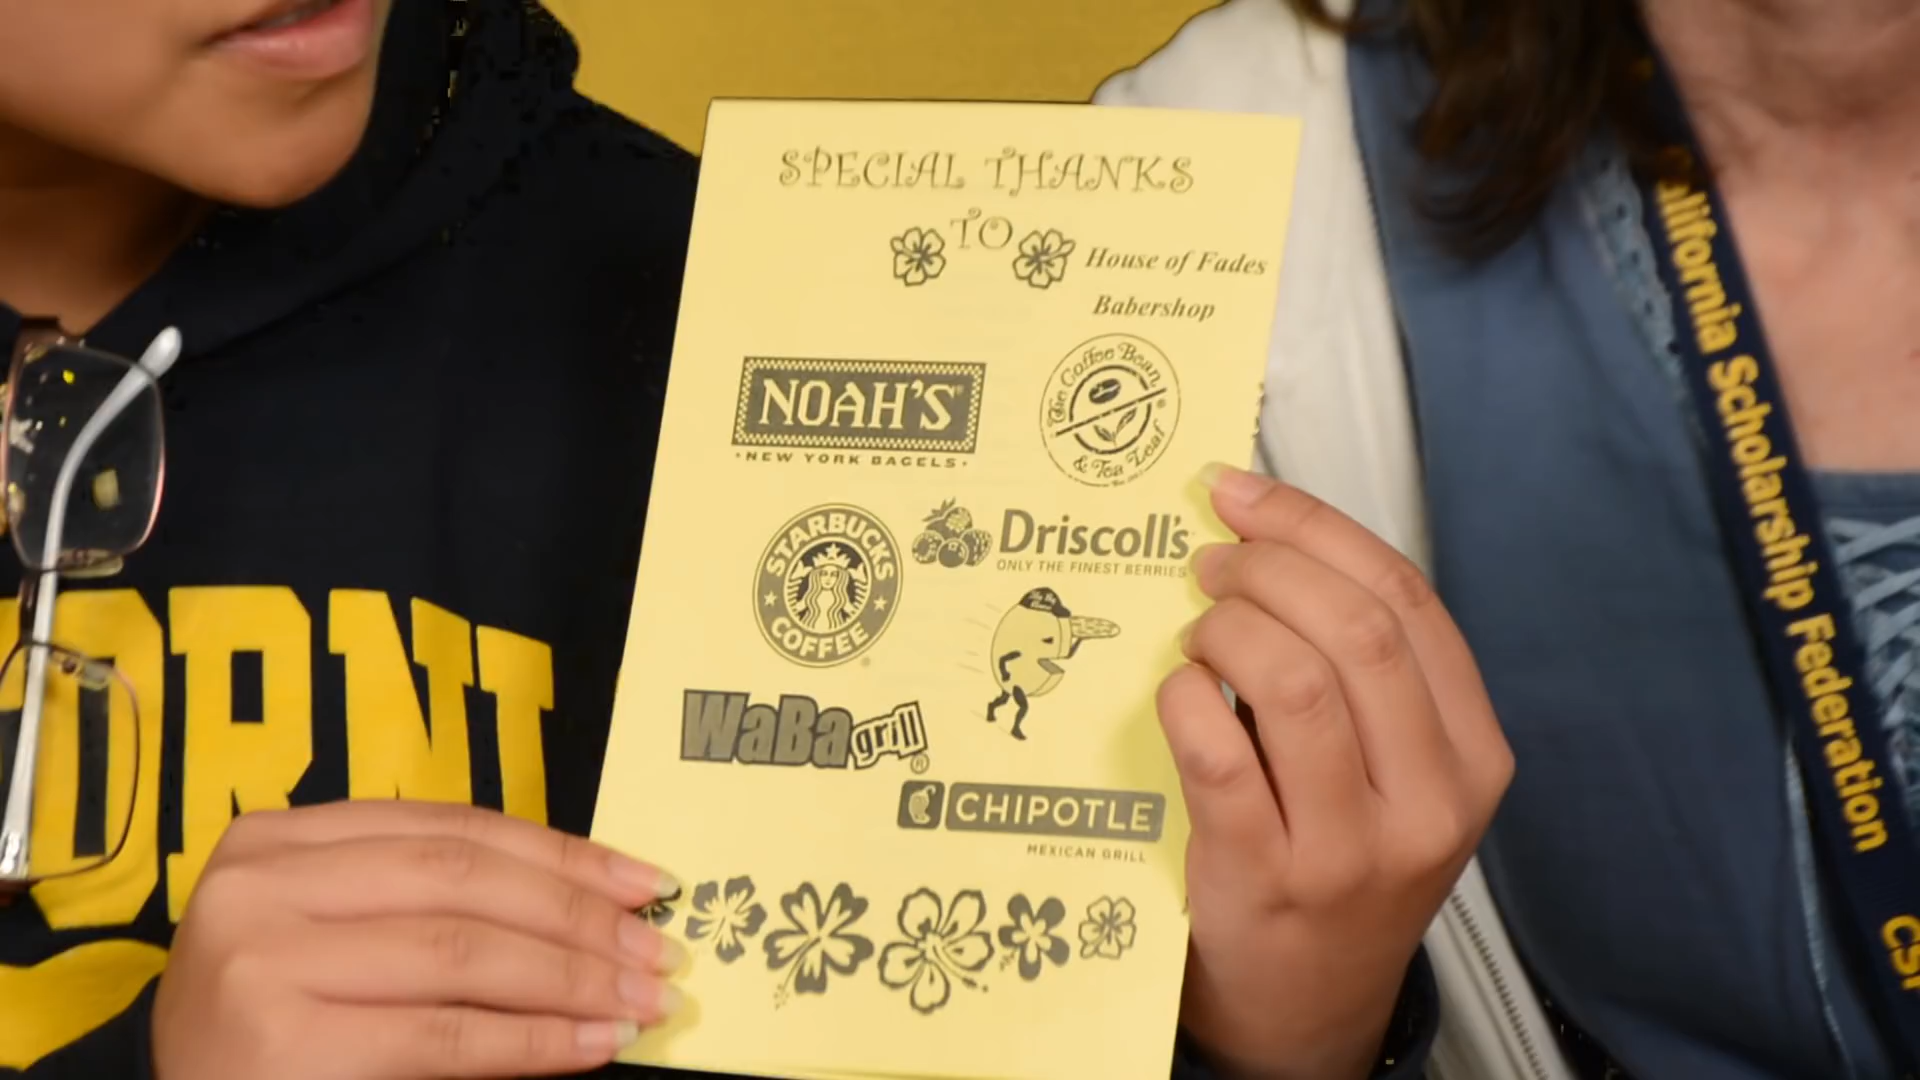 SPECIAL THANKS
TO
House of Fades
Babershop
NOAH'S®
NEW YORK BAGELS
The Coffee Bean
& Tea Leaf®
STARBUCKS
COFFEE
Driscoll's
ONLY THE FINEST BERRIES
WaBa grill®
CHIPOTLE
MEXICAN GRILL
ORNI
California Scholarship Federation
CSF